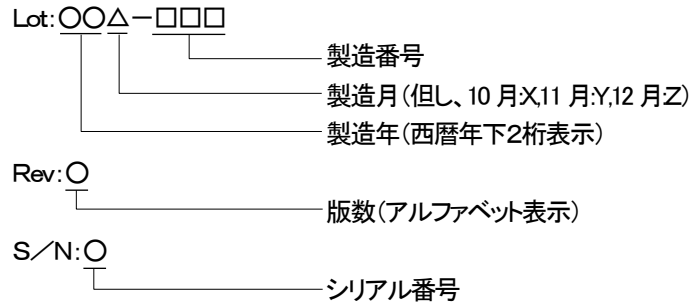 Lot:○○△－□□□
製造番号
製造月(但し、10月:X,11月:Y,12月:Z)
製造年(西暦年下2桁表示)
Rev:○
版数(アルファベット表示)
S／N:○
シリアル番号